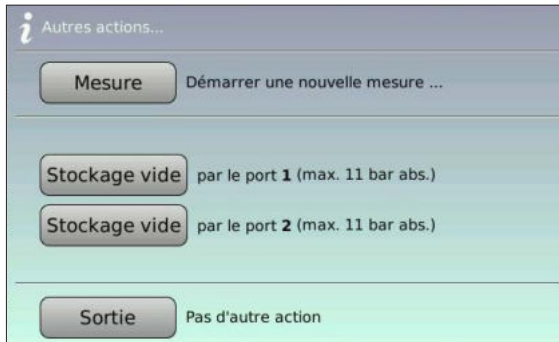 Autres actions...
Mesure Démarrer une nouvelle mesure ...
Stockage vide par le port 1 (max. 11 bar abs.)
Stockage vide par le port 2 (max. 11 bar abs.)
Sortie Pas d'autre action